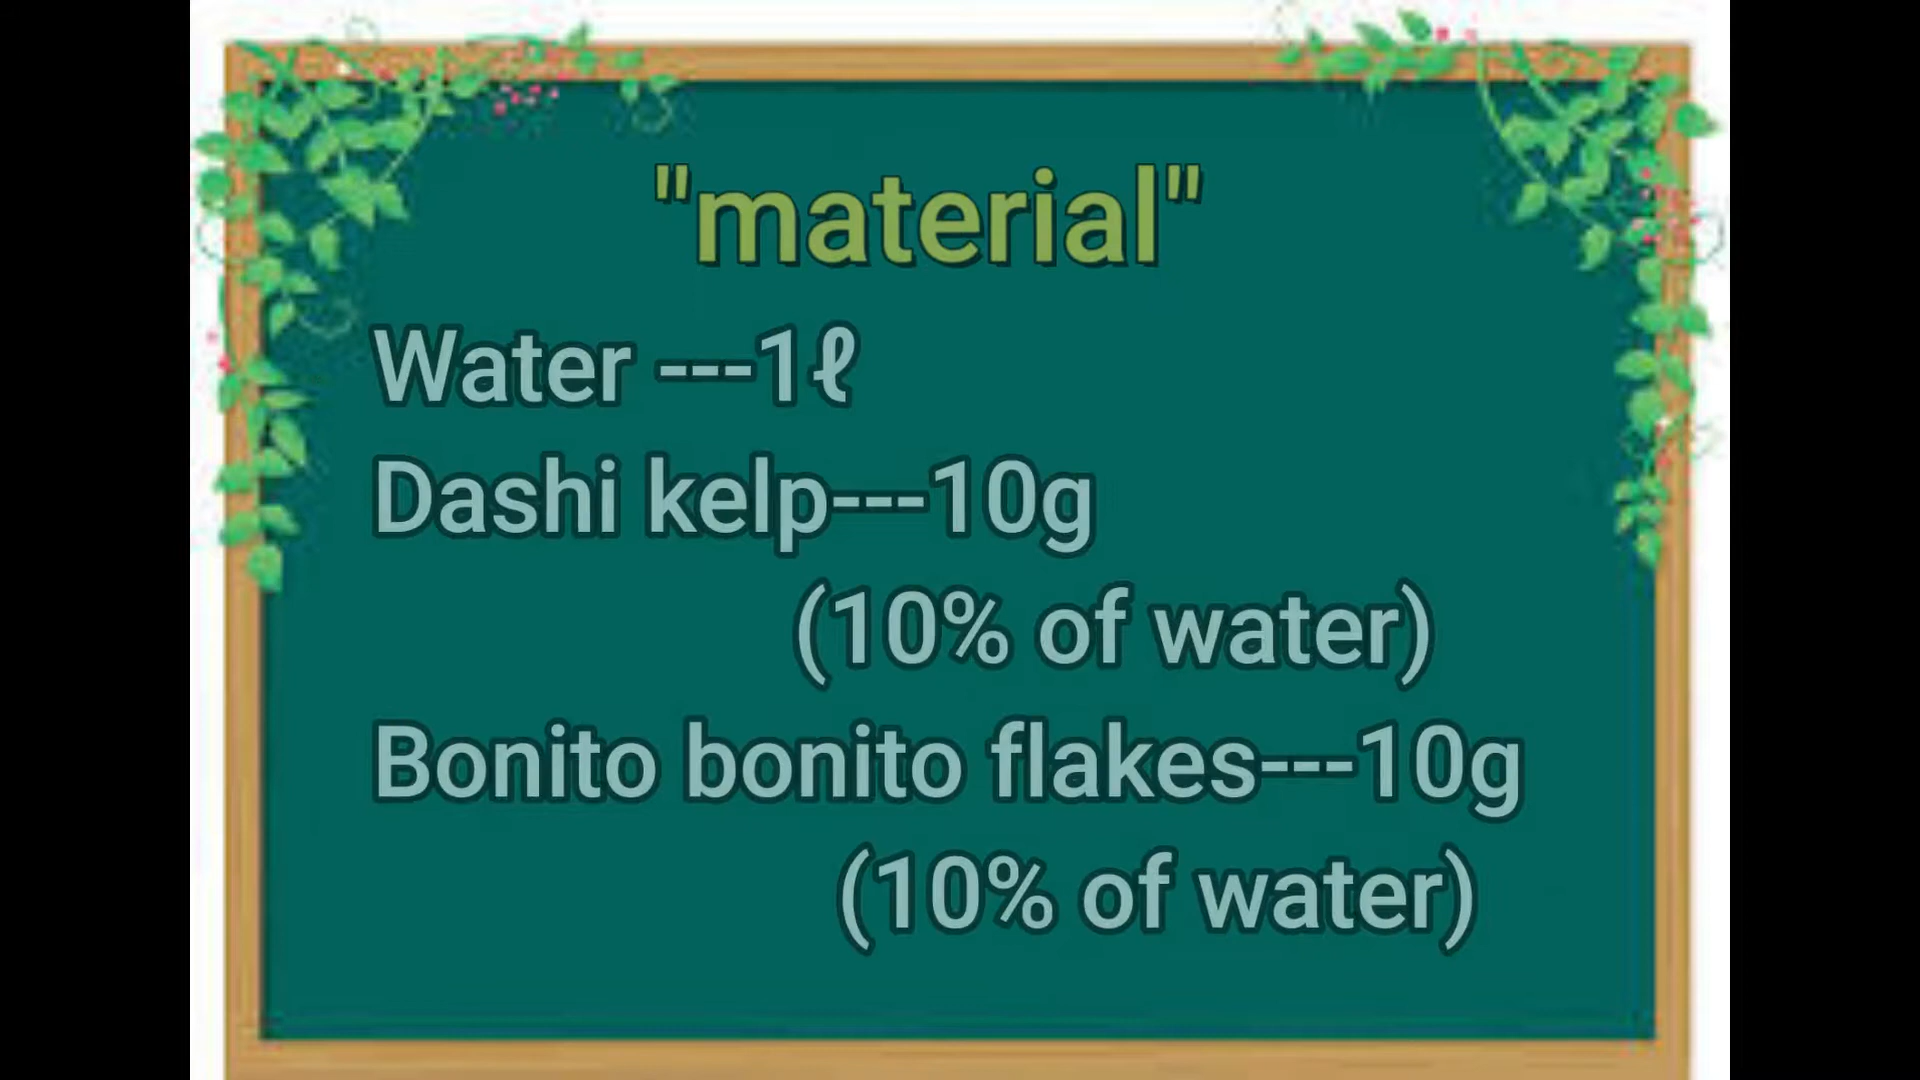 "material"
Water ---1ℓ
Dashi kelp---10g
(10% of water)
Bonito bonito flakes---10g
(10% of water)